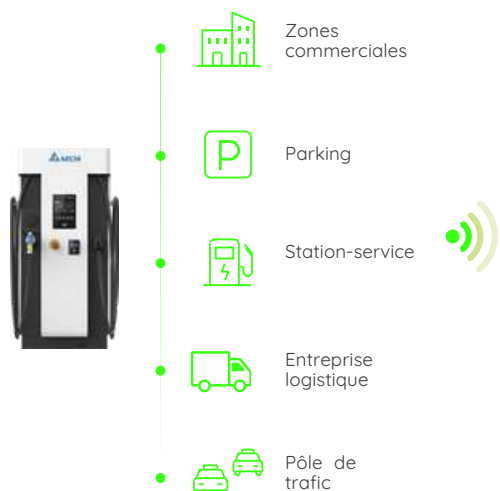 Zones
commerciales
P
Parking
Station-service
Entreprise
logistique
Pôle de
trafic